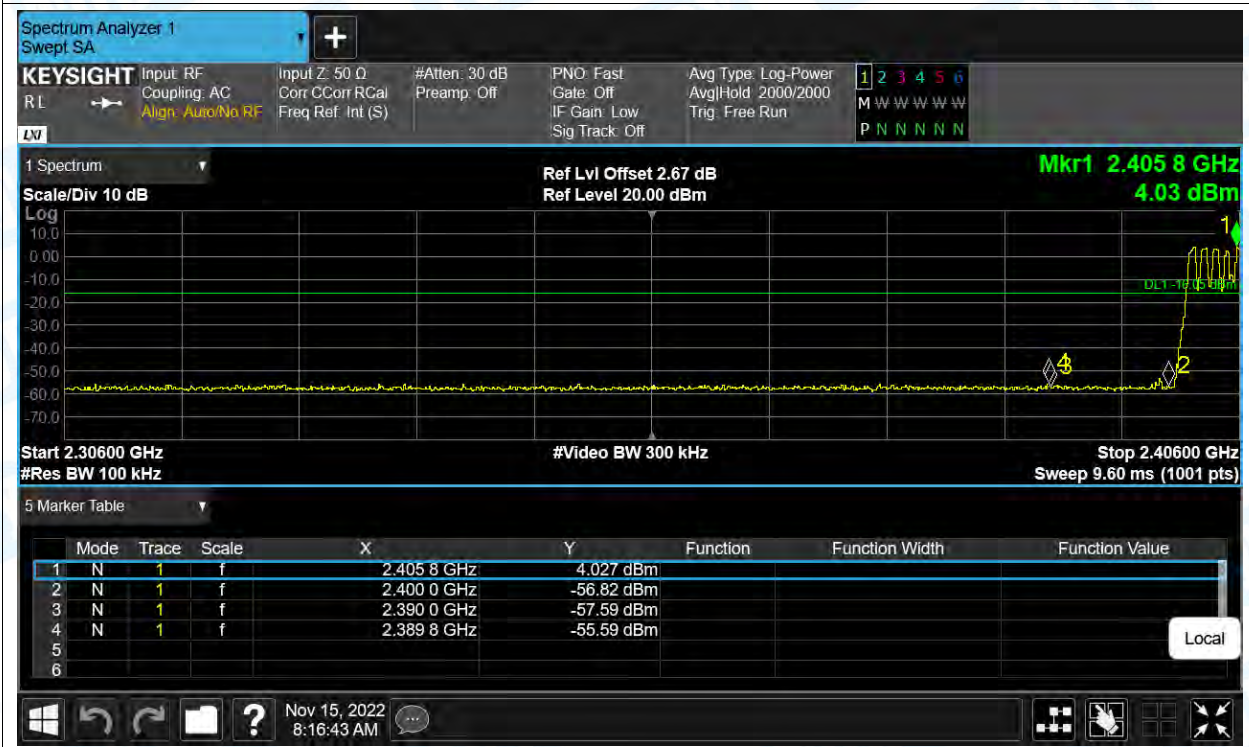 Spectrum Analyzer 1
Swept SA
+
KEYSIGHT Input: RF Input Z: 50 Ω #Atten: 30 dB PNO: Fast Avg Type: Log-Power 1 2 3 4 5 6
R L Coupling: AC Corr CCorr RCal Preamp: Off Gate: Off Avg|Hold: 2000/2000 M W W W W W
Align: Auto/No RF Freq Ref: Int (S) IF Gain: Low Trig: Free Run
LXI Sig Track: Off P N N N N N
1 Spectrum Ref Lvl Offset 2.67 dB Mkr1 2.405 8 GHz
Scale/Div 10 dB Ref Level 20.00 dBm 4.03 dBm
Log
1
10.0
0.00
-10.0
DL1 -16.05 dBm
-20.0
-30.0
-40.0
-50.0 4 3 2
-60.0
-70.0
Start 2.30600 GHz #Video BW 300 kHz Stop 2.40600 GHz
#Res BW 100 kHz Sweep 9.60 ms (1001 pts)
5 Marker Table
Mode Trace Scale X Y Function Function Width Function Value
1 N 1 f 2.405 8 GHz 4.027 dBm
2 N 1 f 2.400 0 GHz -56.82 dBm
3 N 1 f 2.390 0 GHz -57.59 dBm
4 N 1 f 2.389 8 GHz -55.59 dBm
5
6
Local
? Nov 15, 2022
8:16:43 AM